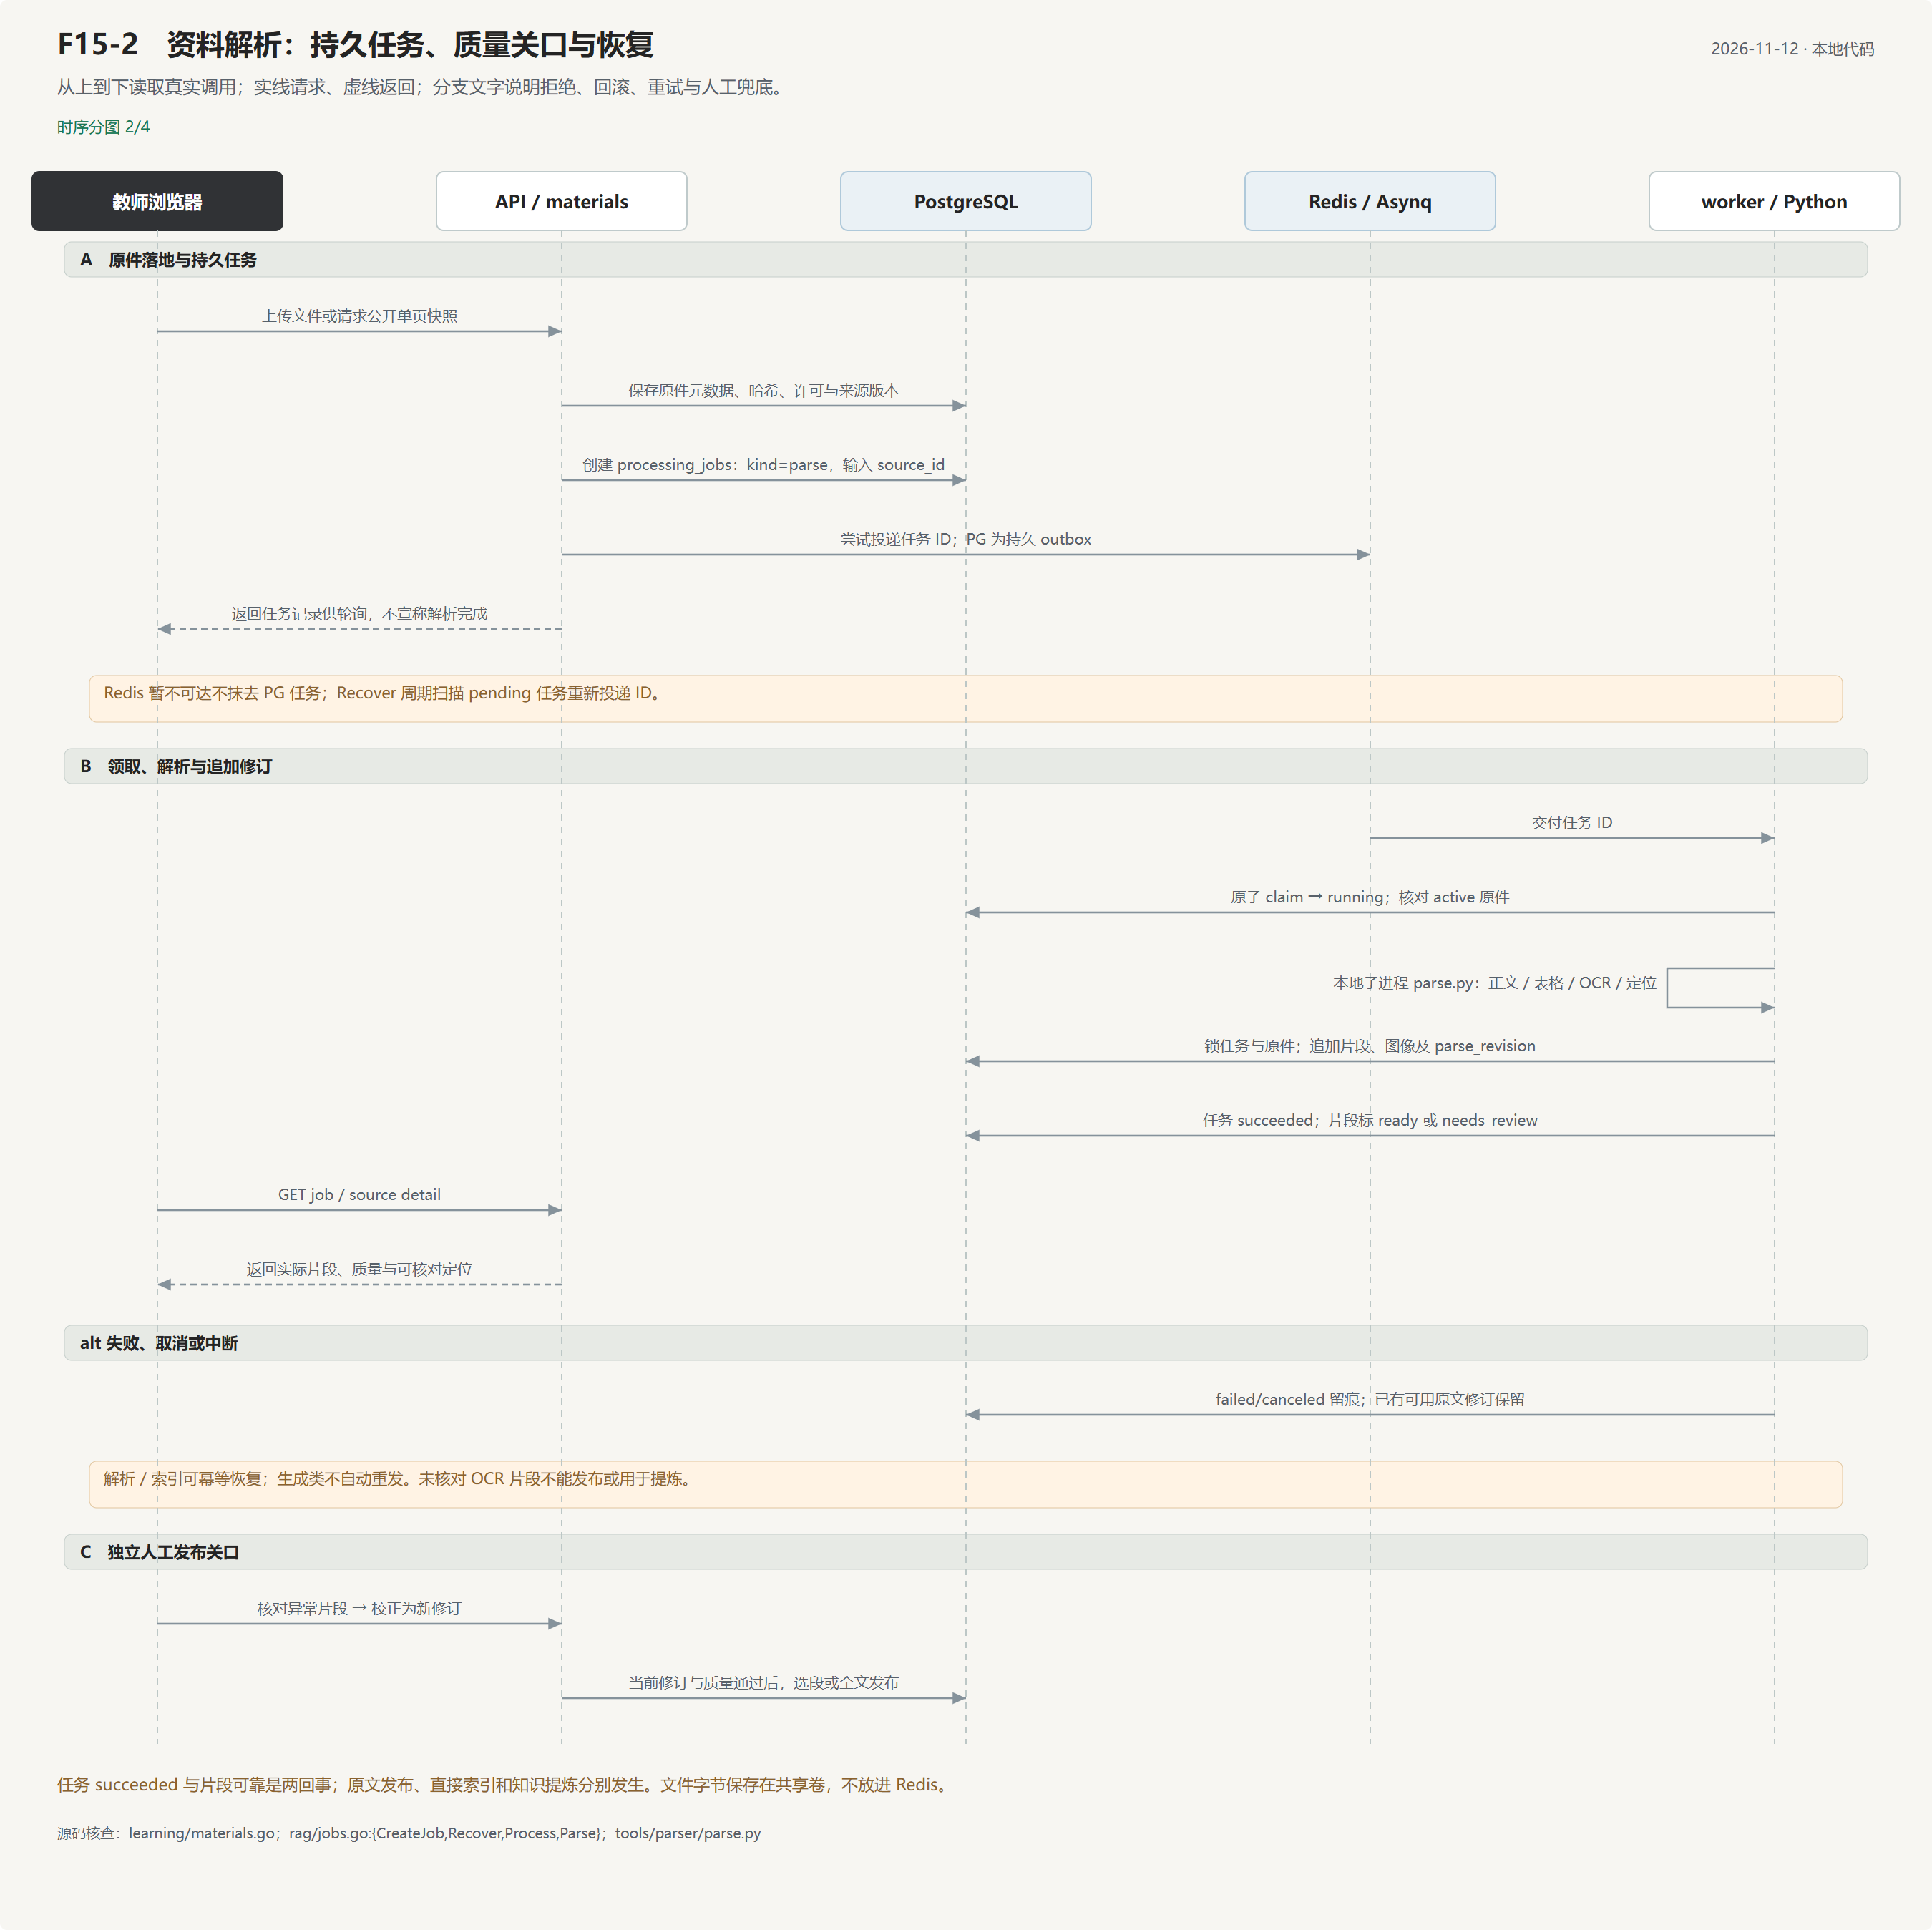 F15-2 资料解析：持久任务、质量关口与恢复
2026-11-12 · 本地代码
从上到下读取真实调用；实线请求、虚线返回；分支文字说明拒绝、回滚、重试与人工兜底。
时序分图 2/4
教师浏览器
API / materials
PostgreSQL
Redis / Asynq
worker / Python
A 原件落地与持久任务
上传文件或请求公开单页快照
保存原件元数据、哈希、许可与来源版本
创建 processing_jobs：kind=parse，输入 source_id
尝试投递任务 ID；PG 为持久 outbox
返回任务记录供轮询，不宣称解析完成
Redis 暂不可达不抹去 PG 任务；Recover 周期扫描 pending 任务重新投递 ID。
B 领取、解析与追加修订
交付任务 ID
原子 claim → running；核对 active 原件
本地子进程 parse.py：正文 / 表格 / OCR / 定位
锁任务与原件；追加片段、图像及 parse_revision
任务 succeeded；片段标 ready 或 needs_review
GET job / source detail
返回实际片段、质量与可核对定位
alt 失败、取消或中断
failed/canceled 留痕；已有可用原文修订保留
解析 / 索引可幂等恢复；生成类不自动重发。未核对 OCR 片段不能发布或用于提炼。
C 独立人工发布关口
核对异常片段 → 校正为新修订
当前修订与质量通过后，选段或全文发布
任务 succeeded 与片段可靠是两回事；原文发布、直接索引和知识提炼分别发生。文件字节保存在共享卷，不放进 Redis。
源码核查：learning/materials.go；rag/jobs.go:{CreateJob,Recover,Process,Parse}；tools/parser/parse.py